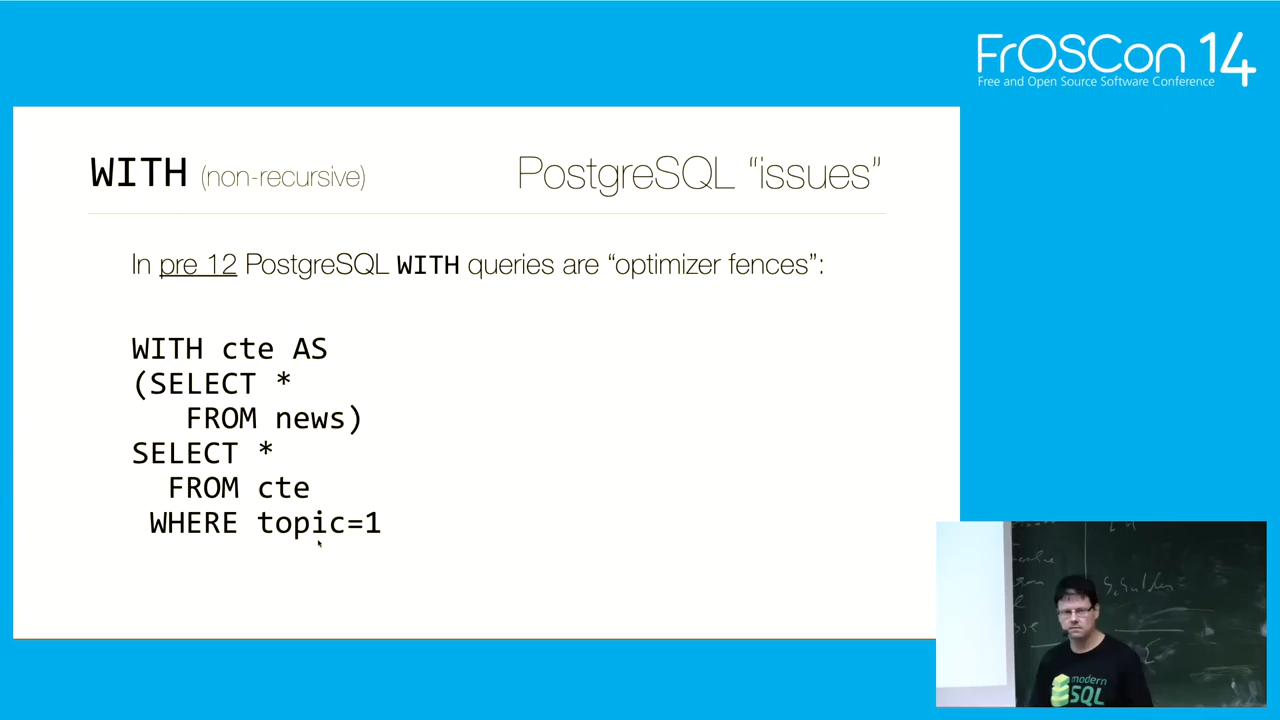 FrOSCon 14
Free and Open Source Software Conference
WITH (non-recursive) PostgreSQL “issues”
In pre 12 PostgreSQL WITH queries are “optimizer fences”:
WITH cte AS
(SELECT *
FROM news)
SELECT *
FROM cte
WHERE topic=1
modern
SQL